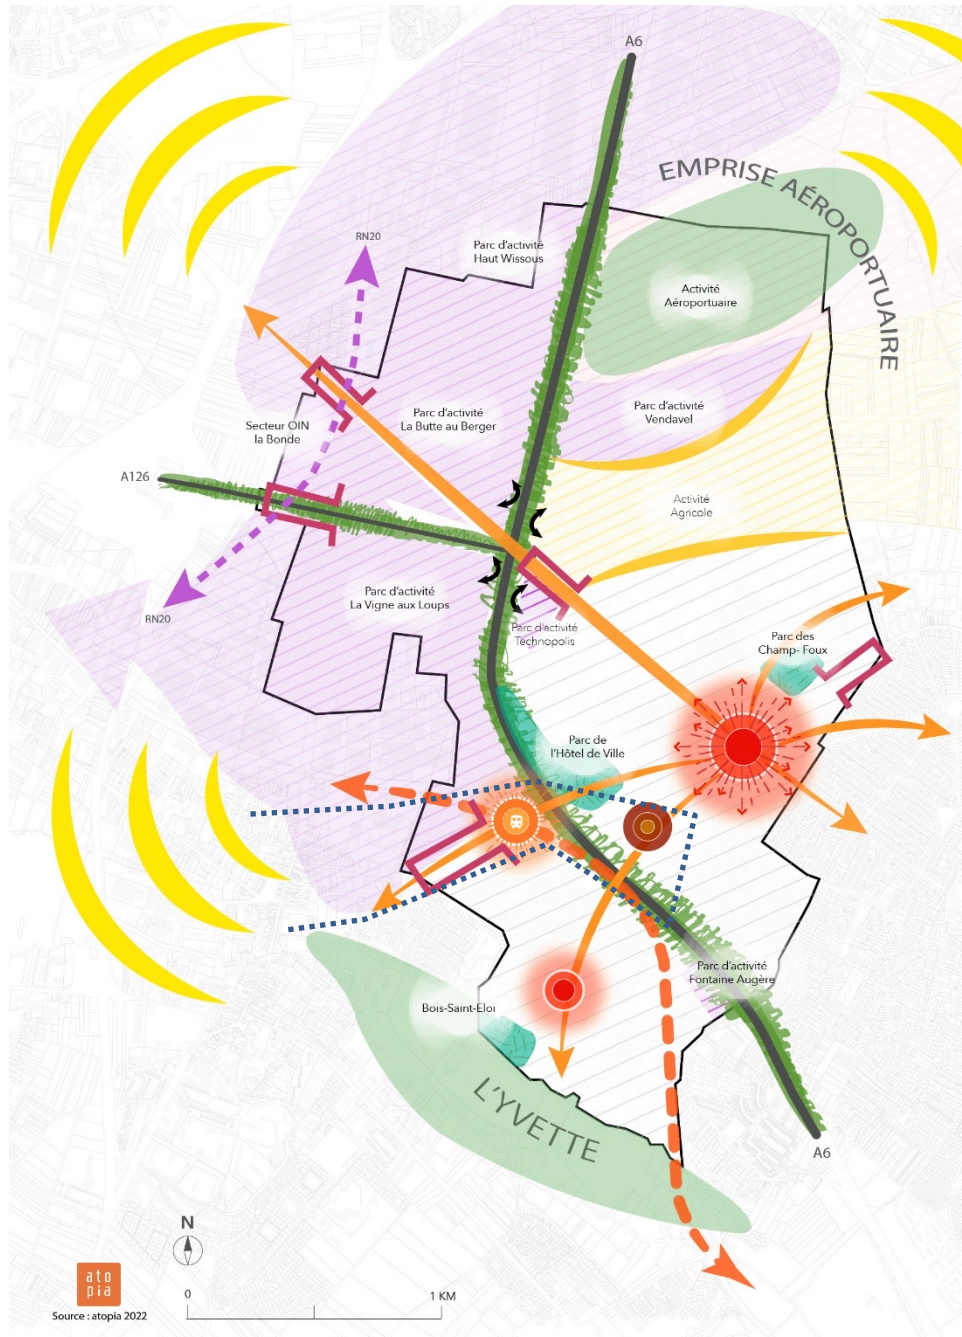 A6
EMPRISE AÉROPORTUAIRE
RN20
Parc d'activité
Haut Wissous
Activité
Aéroportuaire
Parc d'activité
La Butte au Berger
Parc d'activité
Vendavel
Secteur OIN
la Bonde
A126
Activité
Agricole
Parc d'activité
La Vigne aux Loups
RN20
Parc d'activité
Technopolis
Parc des
Champ- Foux
Parc de
l'Hôtel de Ville
Parc d'activité
Fontaine Augère
Bois-Saint-Eloi
L'YVETTE
A6
N
ato
pia
0
1 KM
Source : atopia 2022